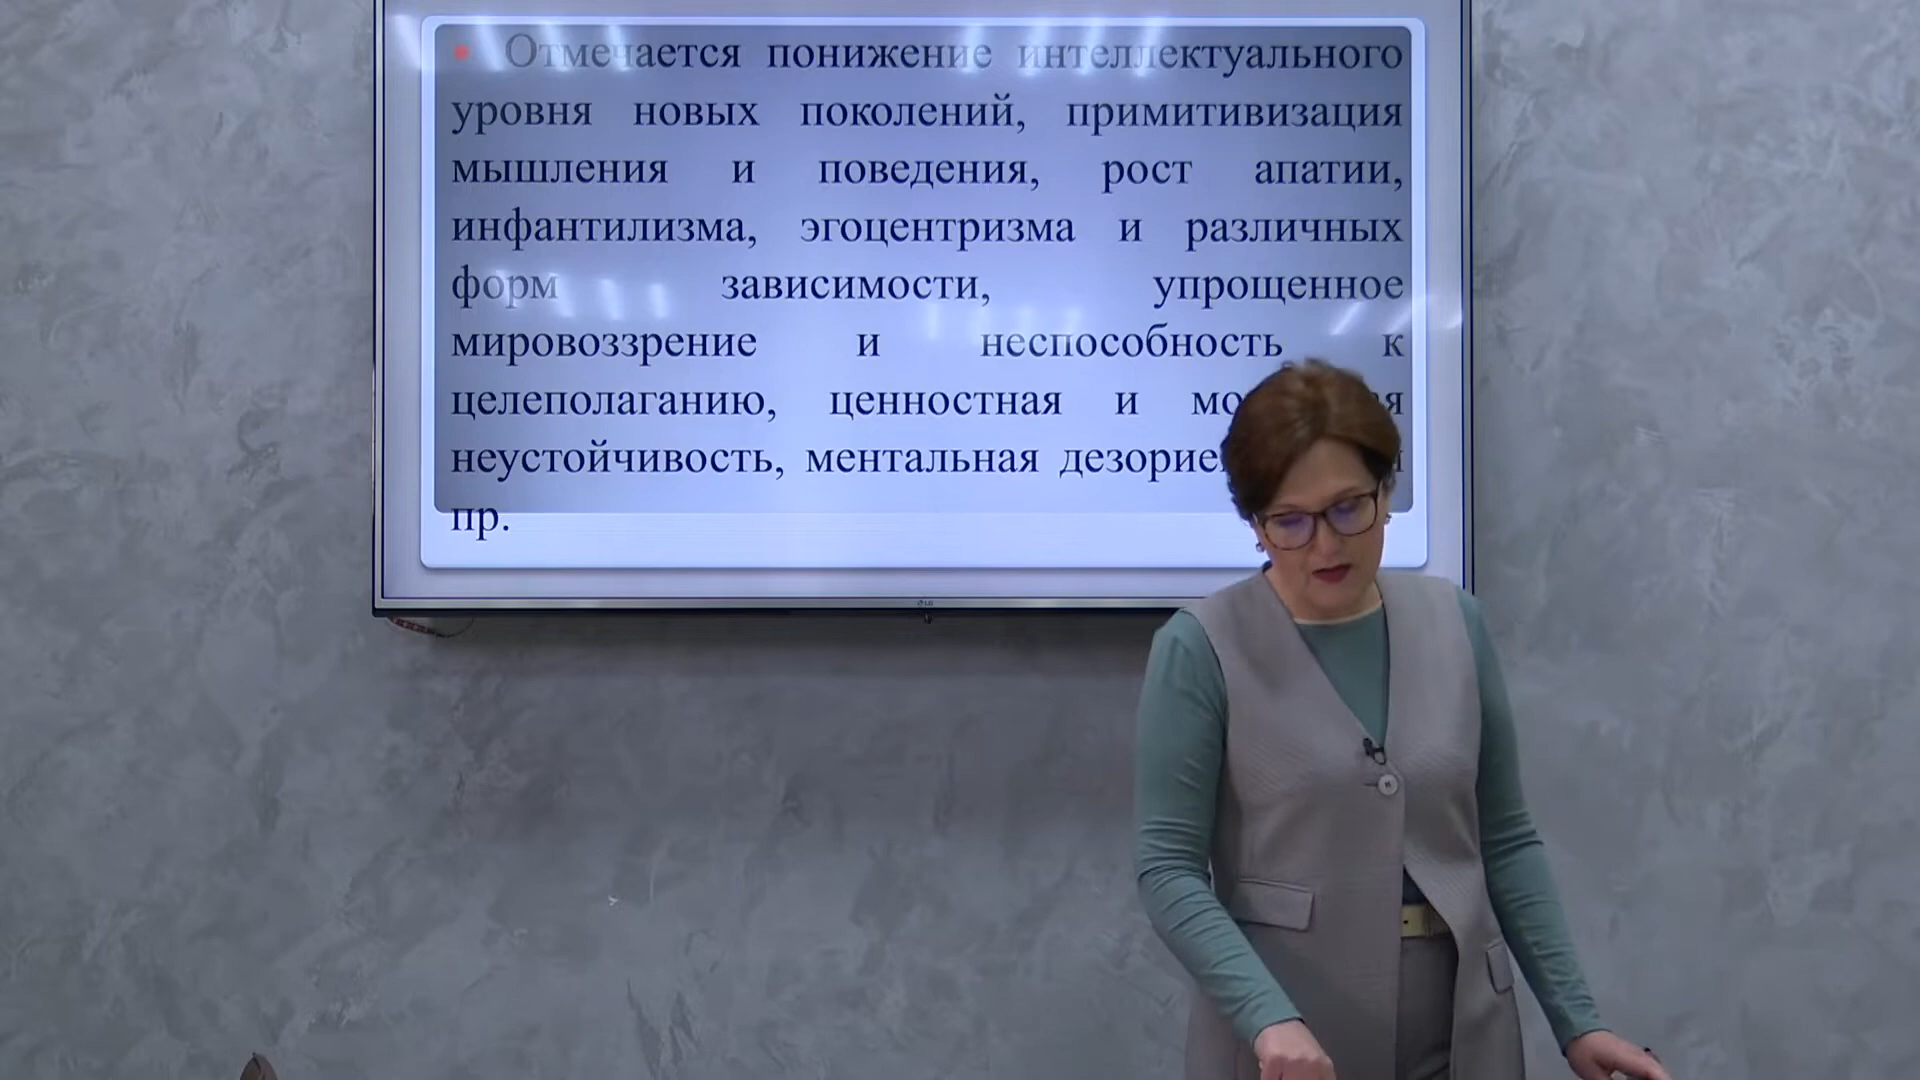 • Отмечается понижение интеллектуального
уровня новых поколений, примитивизация
мышления и поведения, рост апатии,
инфантилизма, эгоцентризма и различных
форм зависимости, упрощенное
мировоззрение и неспособность к
целеполаганию, ценностная и
неустойчивость, ментальная
пр.
LG